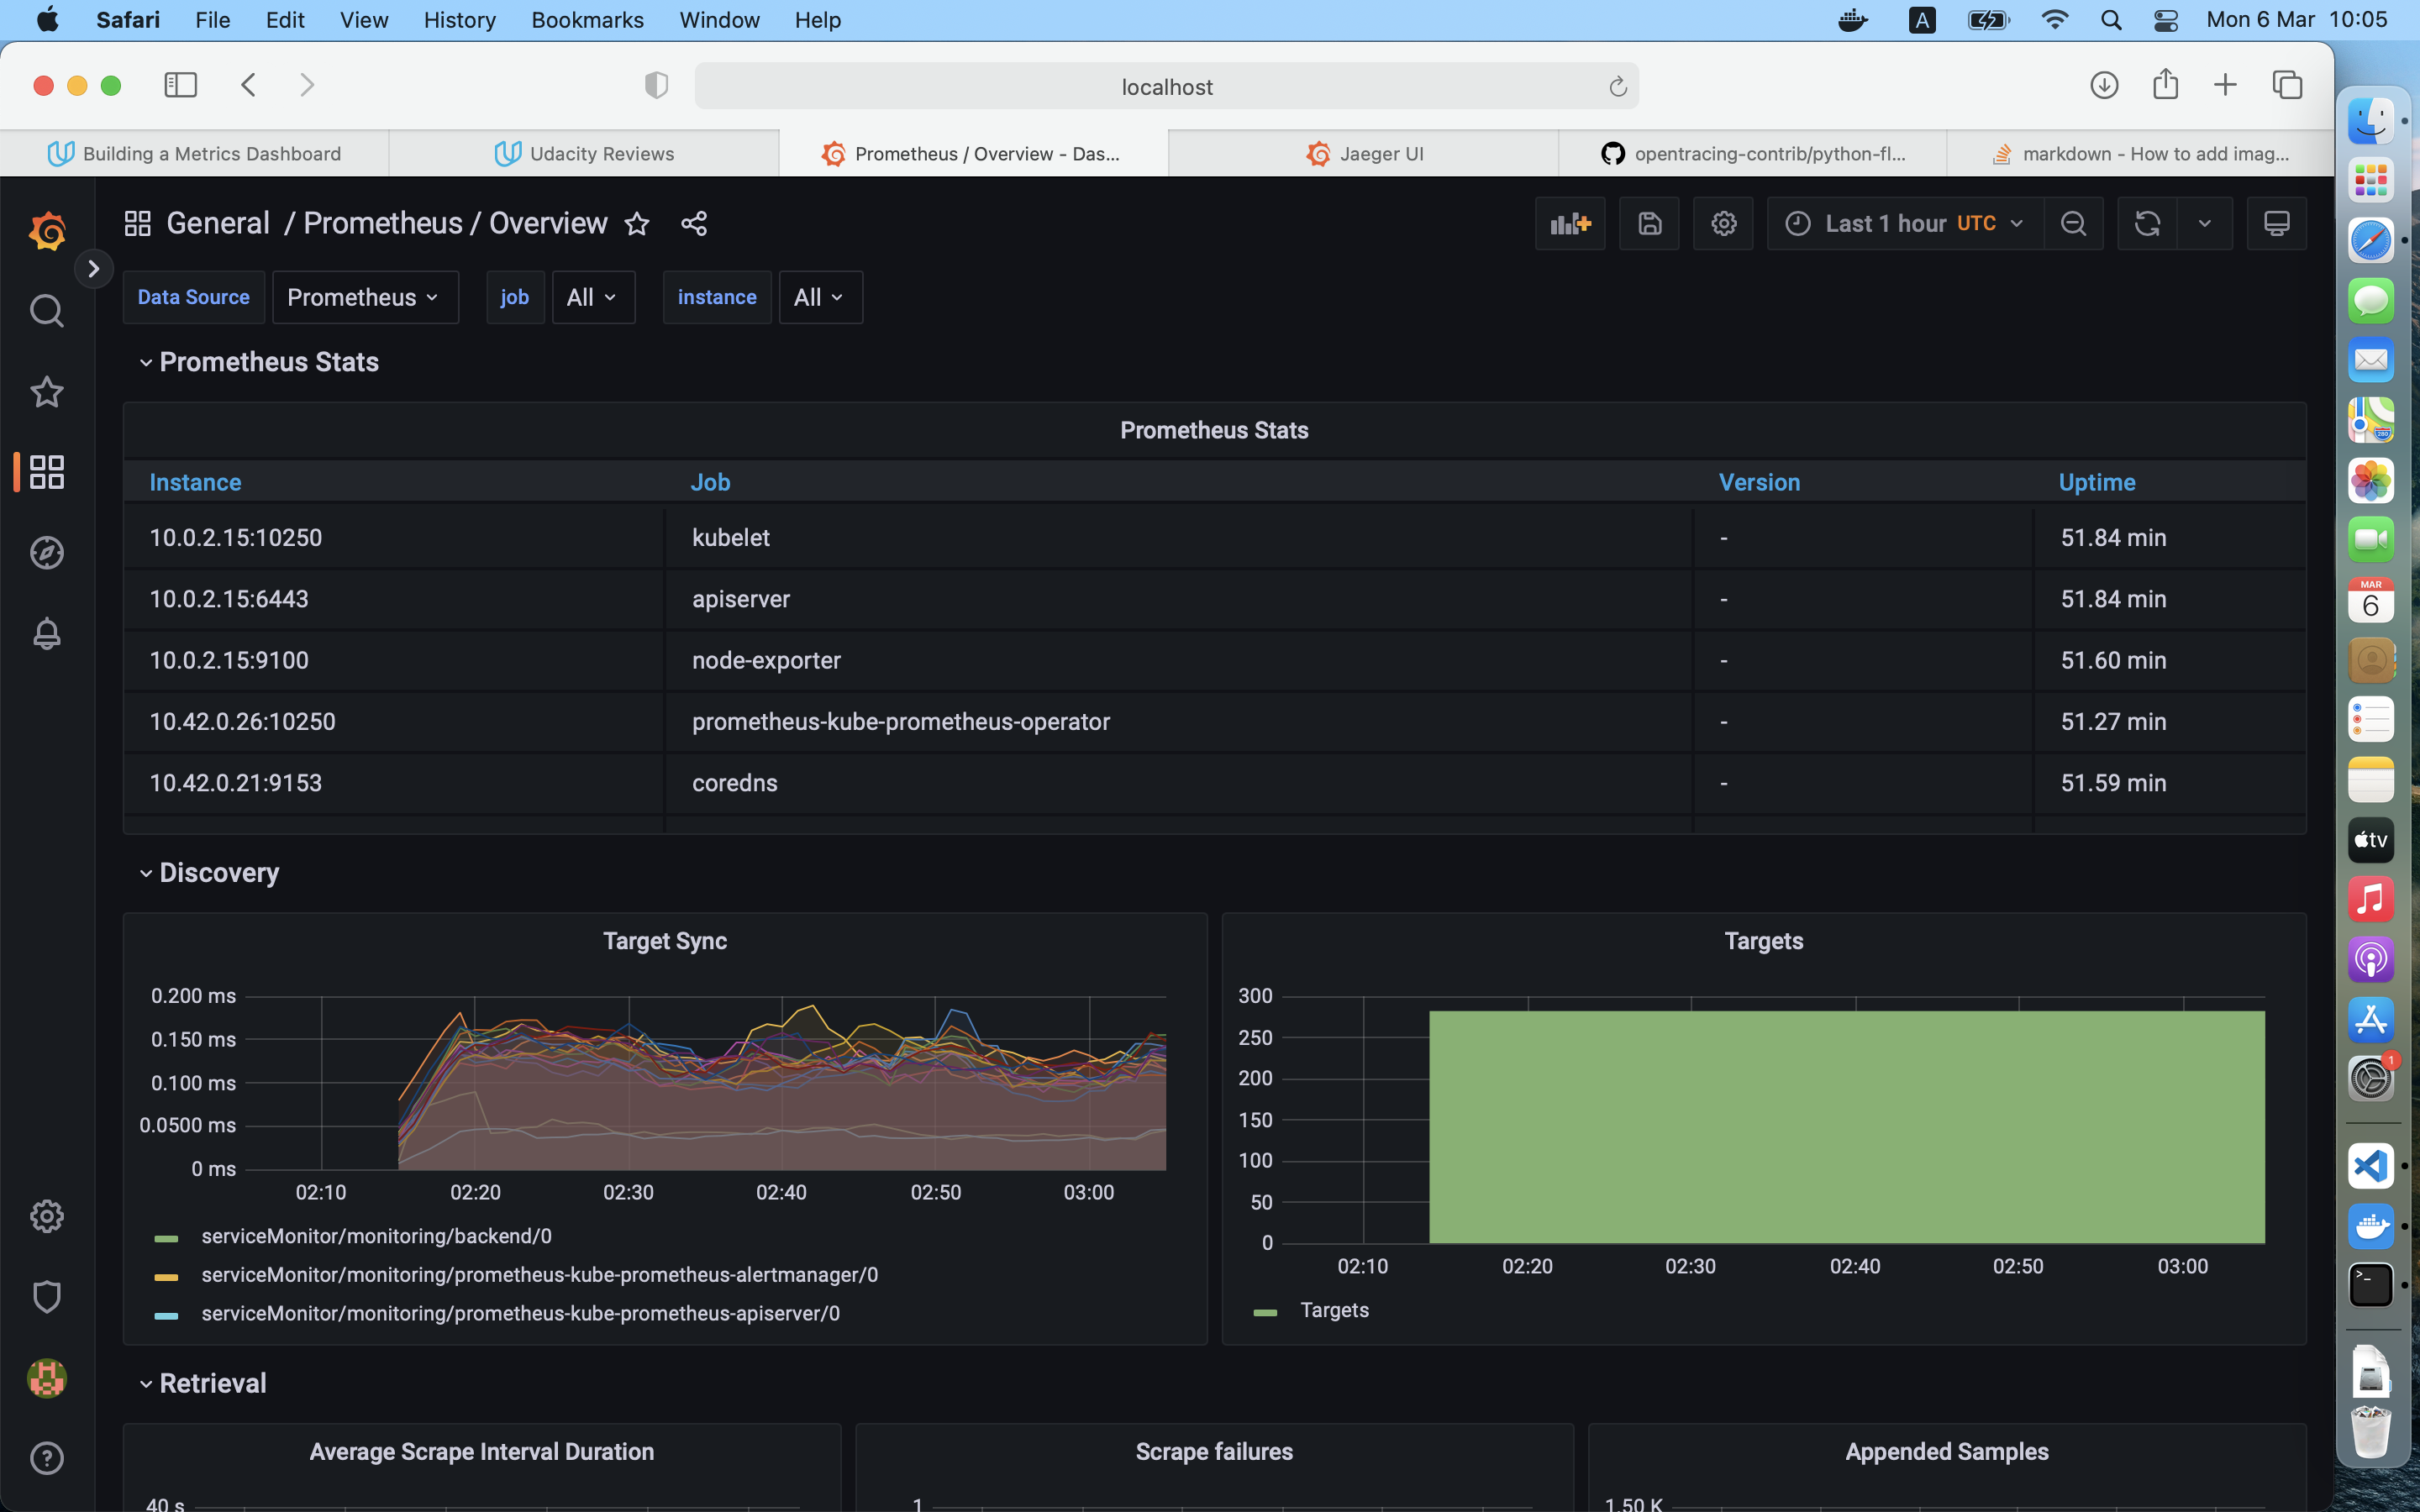 Safari File Edit View History Bookmarks Window Help A Mon 6 Mar 10:05
localhost
Building a Metrics Dashboard Udacity Reviews Prometheus / Overview - Das... Jaeger UI opentracing-contrib/python-fl... markdown - How to add imag...
General / Prometheus / Overview Last 1 hour UTC
Data Source Prometheus job All instance All
Prometheus Stats
Prometheus Stats
Instance Job Version Uptime
10.0.2.15:10250 kubelet - 51.84 min
10.0.2.15:6443 apiserver - 51.84 min
10.0.2.15:9100 node-exporter - 51.60 min
10.42.0.26:10250 prometheus-kube-prometheus-operator - 51.27 min
10.42.0.21:9153 coredns - 51.59 min
Discovery
Target Sync
0.200 ms
0.150 ms
0.100 ms
0.0500 ms
0 ms
02:10 02:20 02:30 02:40 02:50 03:00
serviceMonitor/monitoring/backend/0
serviceMonitor/monitoring/prometheus-kube-prometheus-alertmanager/0
serviceMonitor/monitoring/prometheus-kube-prometheus-apiserver/0
Targets
300
250
200
150
100
50
0
02:10 02:20 02:30 02:40 02:50 03:00
Targets
Retrieval
Average Scrape Interval Duration
40 s
Scrape failures
1
Appended Samples
1.50 K
MAR
6
tv
1